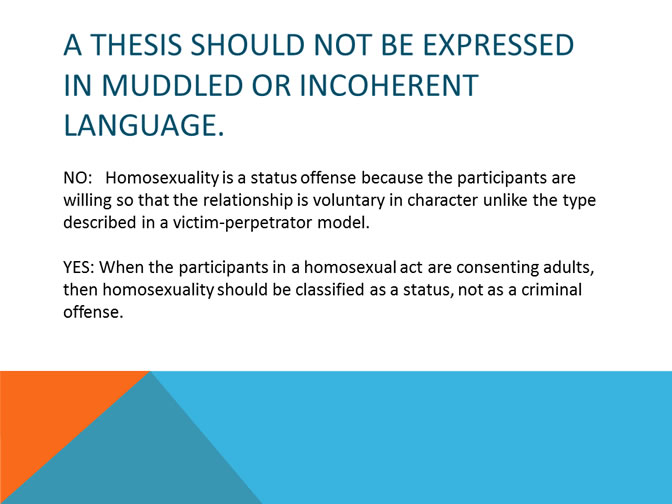 A THESIS SHOULD NOT BE EXPRESSED
IN MUDDLED OR INCOHERENT
LANGUAGE.
NO: Homosexuality is a status offense because the participants are
willing so that the relationship is voluntary in character unlike the type
described in a victim-perpetrator model.
YES: When the participants in a homosexual act are consenting adults,
then homosexuality should be classified as a status, not as a criminal
offense.